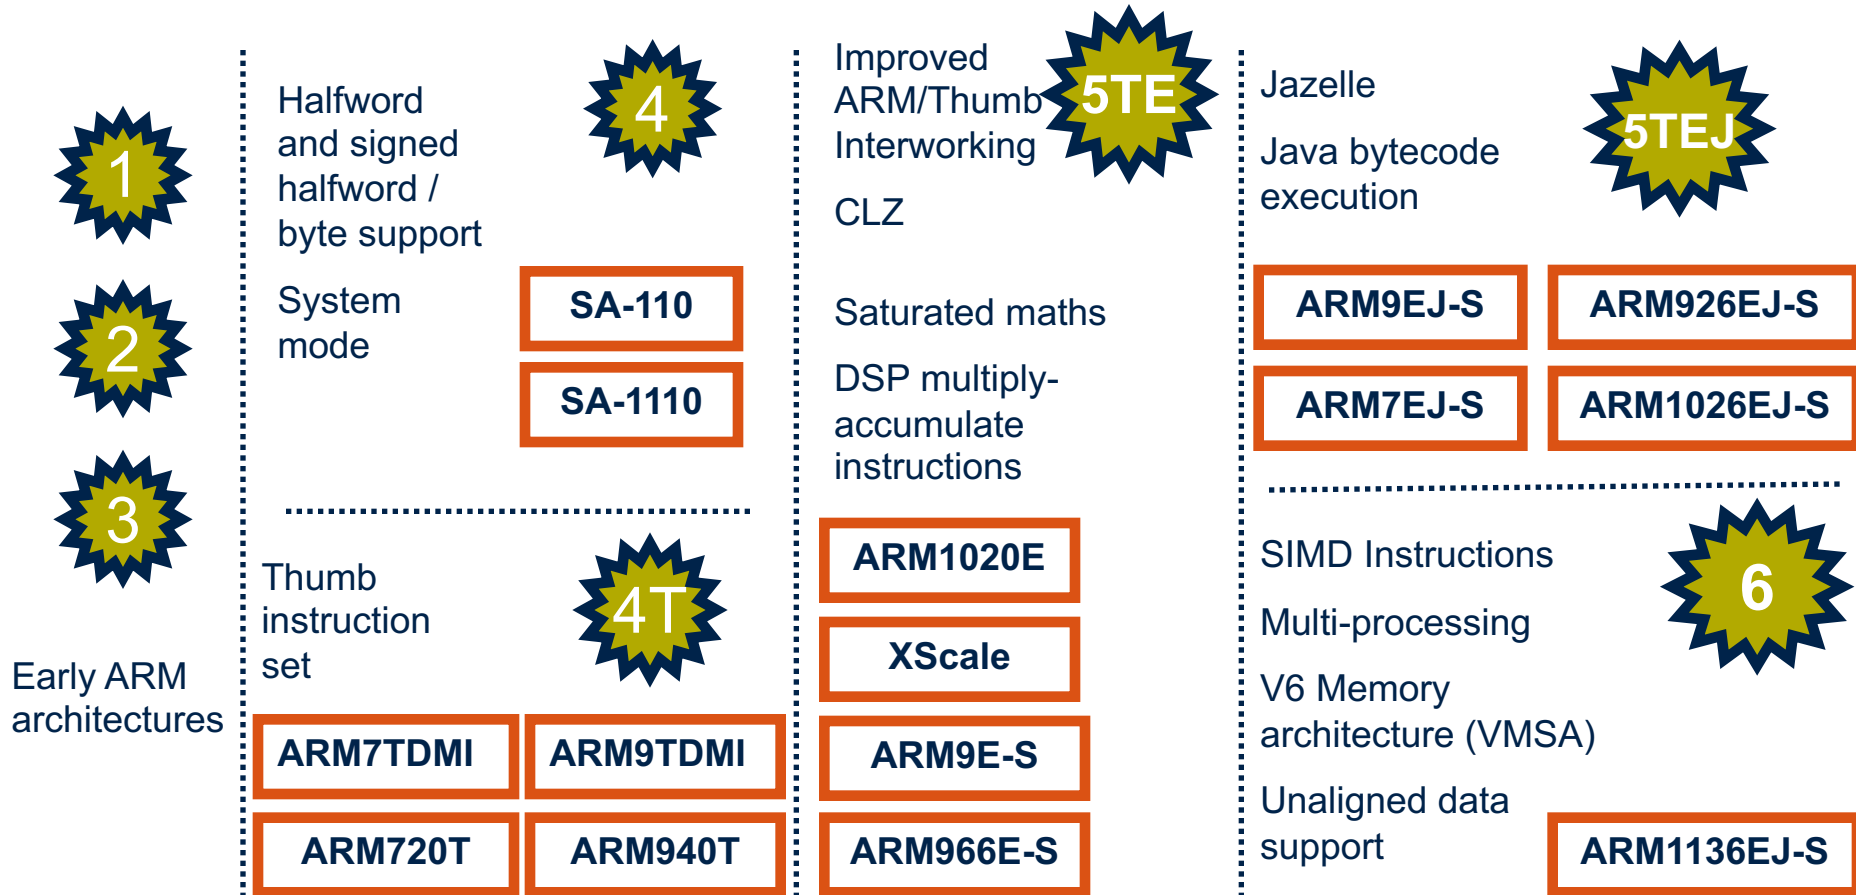 1
2
3
Early ARM
architectures
Halfword
and signed
halfword /
byte support
System
mode
4
SA-110
SA-1110
Thumb
instruction
set
4T
ARM7TDMI
ARM9TDMI
ARM720T
ARM940T
Improved
ARM/Thumb
Interworking
5TE
CLZ
Saturated maths
DSP multiply-
accumulate
instructions
ARM1020E
XScale
ARM9E-S
ARM966E-S
Jazelle
Java bytecode
execution
5TEJ
ARM9EJ-S
ARM926EJ-S
ARM7EJ-S
ARM1026EJ-S
SIMD Instructions
6
Multi-processing
V6 Memory
architecture (VMSA)
Unaligned data
support
ARM1136EJ-S